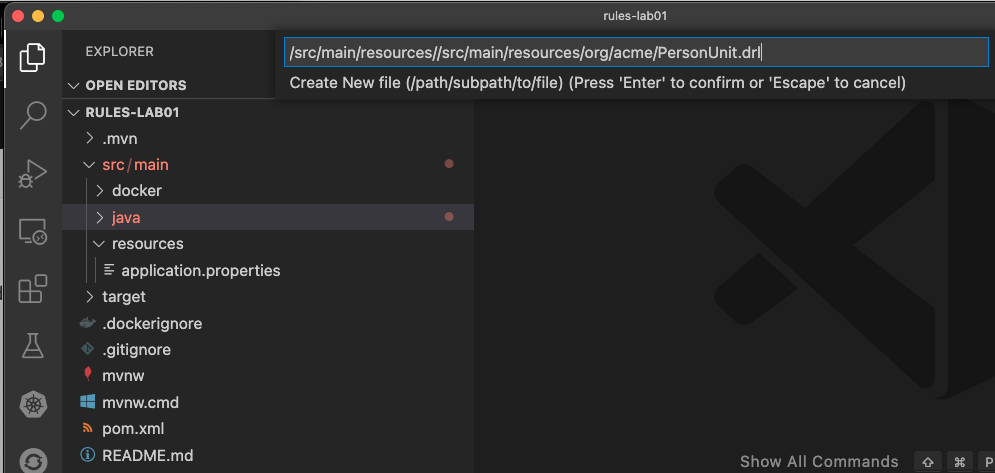 rules-lab01
EXPLORER
/src/main/resources//src/main/resources/org/acme/PersonUnit.drl
Create New file (/path/subpath/to/file) (Press 'Enter' to confirm or 'Escape' to cancel)
OPEN EDITORS
RULES-LAB01
.mvn
src/main
docker
java
resources
application.properties
target
.dockerignore
.gitignore
mvnw
mvnw.cmd
pom.xml
README.md
Show All Commands ⇧ ⌘ P